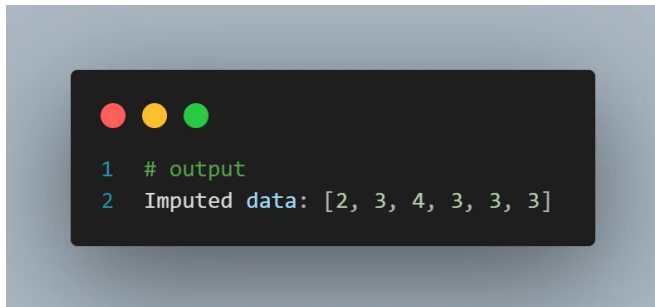 1 # output
2 Imputed data: [2, 3, 4, 3, 3, 3]